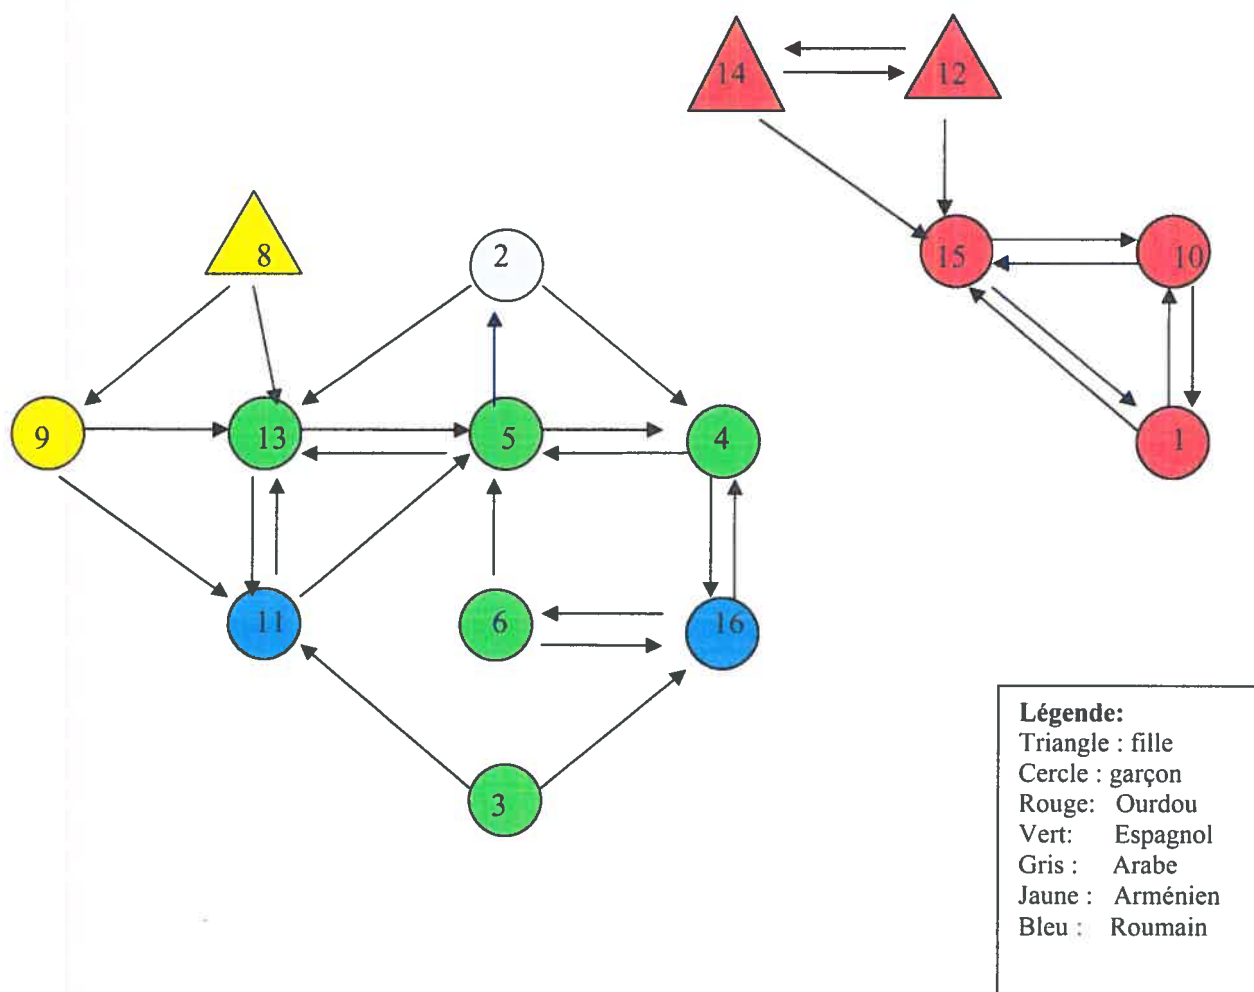 14
12
8
2
15
10
9
13
5
4
1
11
6
16
3
Légende:
Triangle : fille
Cercle : garçon
Rouge: Ourdou
Vert: Espagnol
Gris : Arabe
Jaune : Arménien
Bleu : Roumain